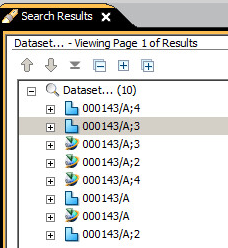 Search Results
Dataset... - Viewing Page 1 of Results
Dataset... (10)
000143/A;4
000143/A;3
000143/A;3
000143/A;2
000143/A;4
000143/A
000143/A
000143/A;2